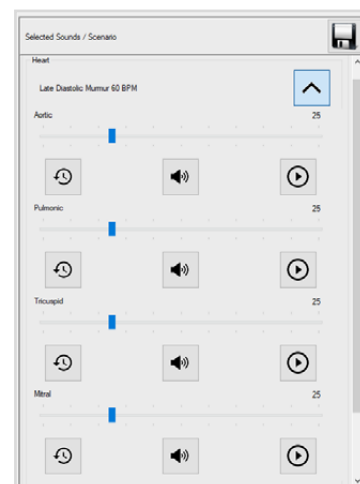 Selected Sounds / Scenario
Heart
Late Diastolic Murmur 60 BPM
Aortic 25
Pulmonic 25
Tricuspid 25
Mitral 25